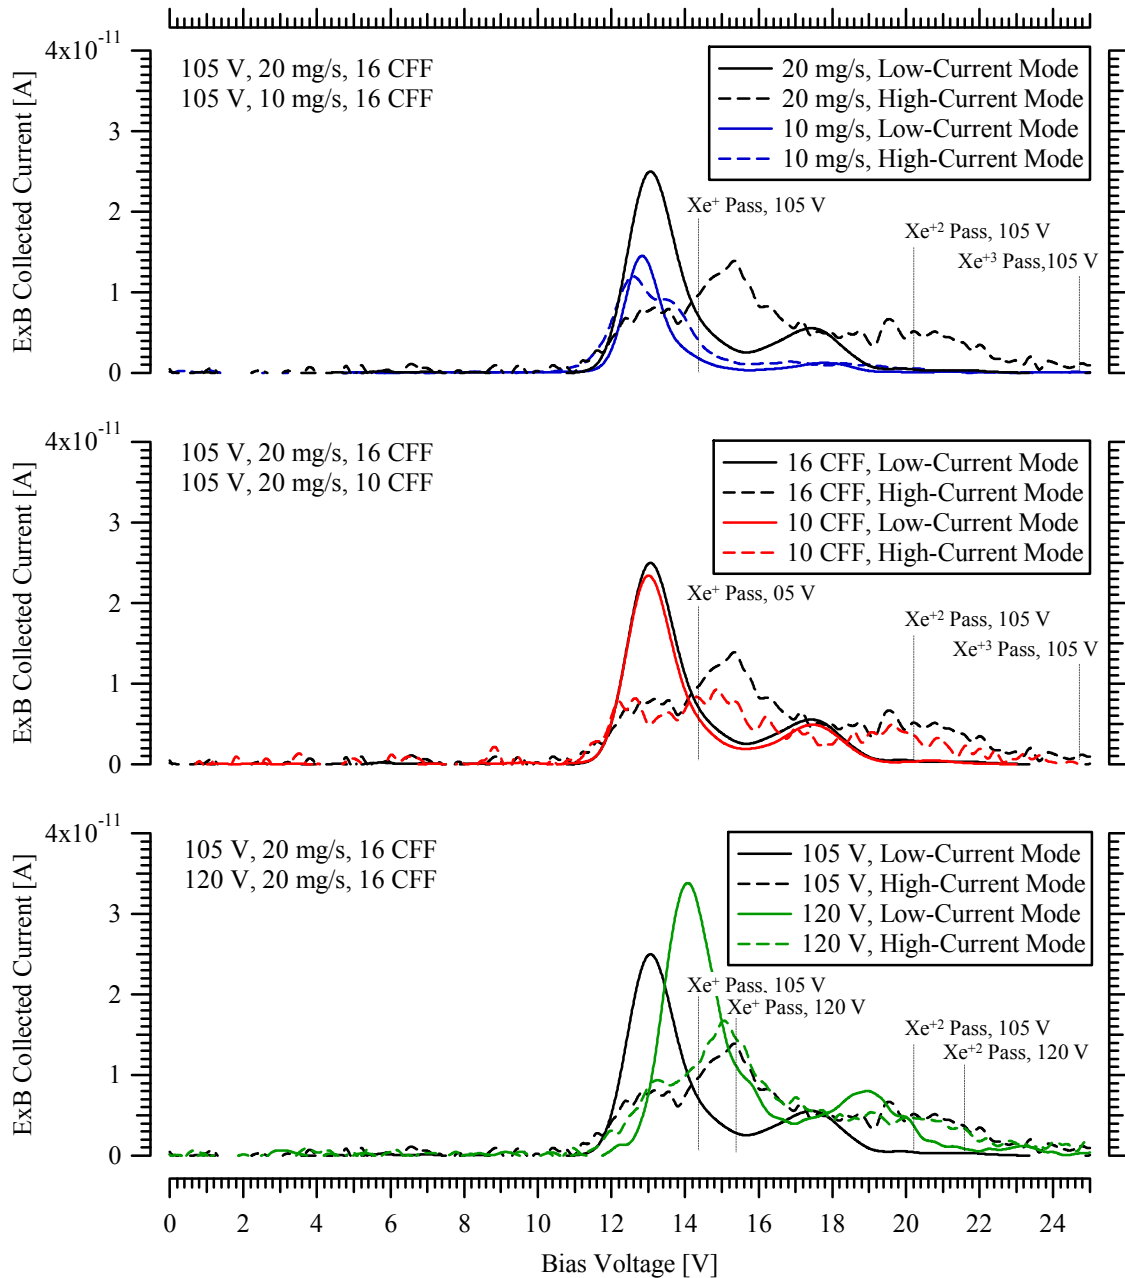 4x10-11
3
2
1
0
ExB Collected Current [A]
105 V, 20 mg/s, 16 CFF
105 V, 10 mg/s, 16 CFF
20 mg/s, Low-Current Mode
20 mg/s, High-Current Mode
10 mg/s, Low-Current Mode
10 mg/s, High-Current Mode
Xe+ Pass, 105 V
Xe+2 Pass, 105 V
Xe+3 Pass,105 V
4x10-11
3
2
1
0
ExB Collected Current [A]
105 V, 20 mg/s, 16 CFF
105 V, 20 mg/s, 10 CFF
16 CFF, Low-Current Mode
16 CFF, High-Current Mode
10 CFF, Low-Current Mode
10 CFF, High-Current Mode
Xe+ Pass, 05 V
Xe+2 Pass, 105 V
Xe+3 Pass, 105 V
4x10-11
3
2
1
0
ExB Collected Current [A]
105 V, 20 mg/s, 16 CFF
120 V, 20 mg/s, 16 CFF
105 V, Low-Current Mode
105 V, High-Current Mode
120 V, Low-Current Mode
120 V, High-Current Mode
Xe+ Pass, 105 V
Xe+ Pass, 120 V
Xe+2 Pass, 105 V
Xe+2 Pass, 120 V
0 2 4 6 8 10 12 14 16 18 20 22 24
Bias Voltage [V]